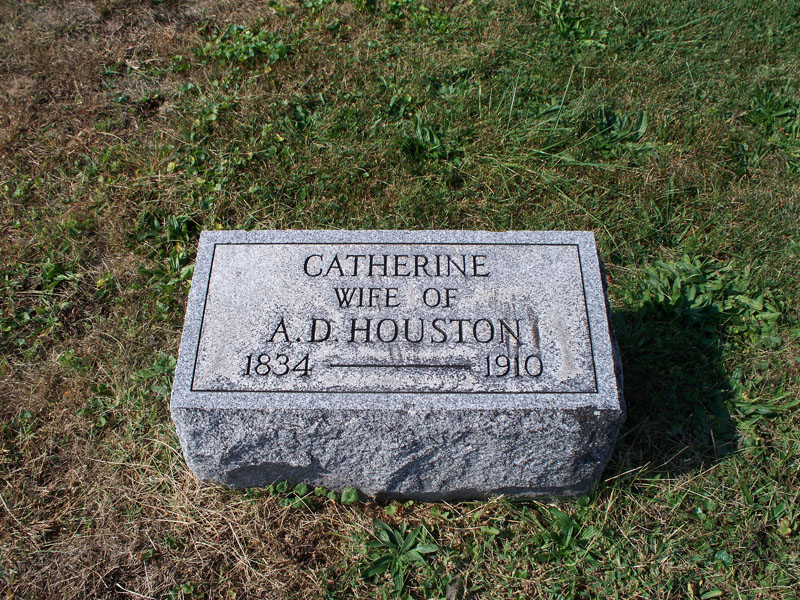 CATHERINE
WIFE OF
A.D. HOUSTON
1834 — 1910